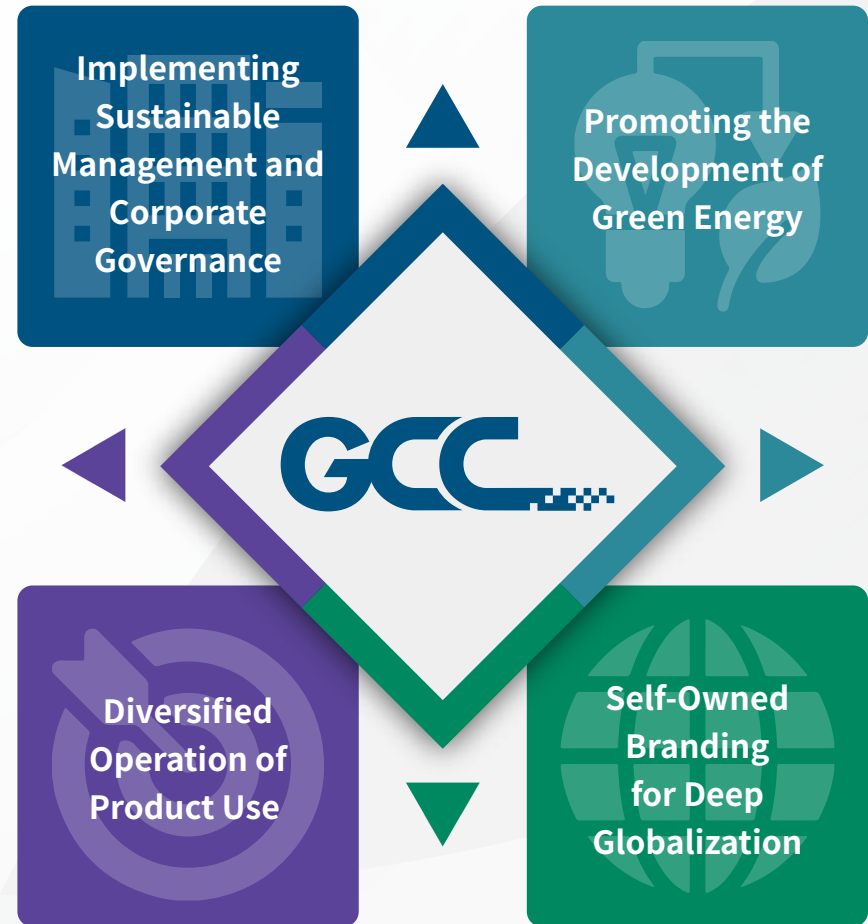 Implementing
Sustainable
Management and
Corporate
Governance
Promoting the
Development of
Green Energy
GCC
Diversified
Operation of
Product Use
Self-Owned
Branding
for Deep
Globalization